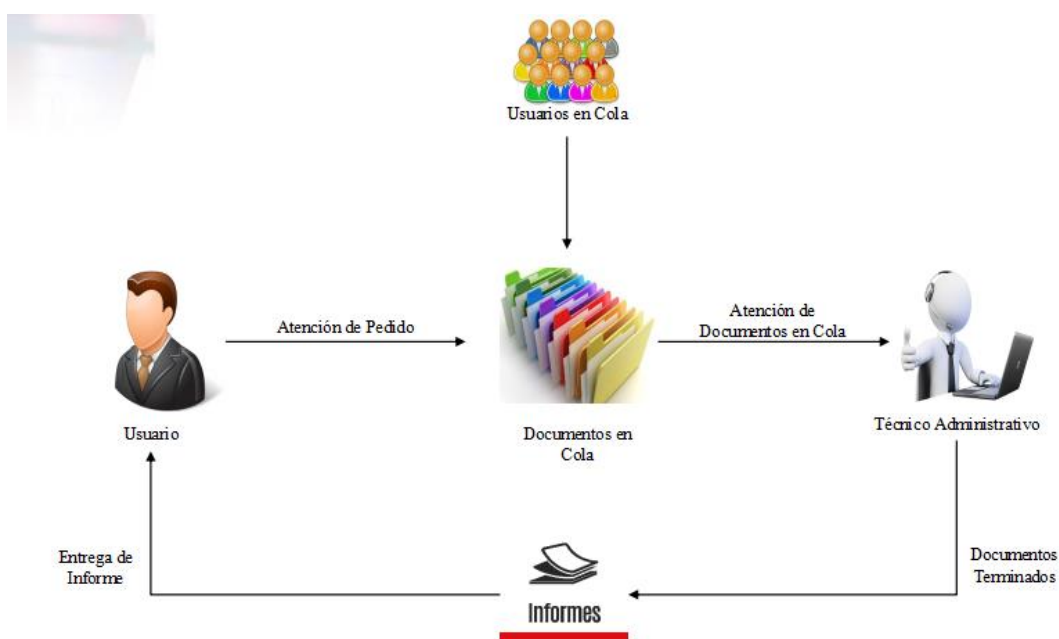 Usuarios en Cola
Atención de Pedido
Atención de
Documentos en Cola
Usuario
Documentos en
Cola
Técnico Administrativo
Entrega de
Informe
Documentos
Terminados
Informes